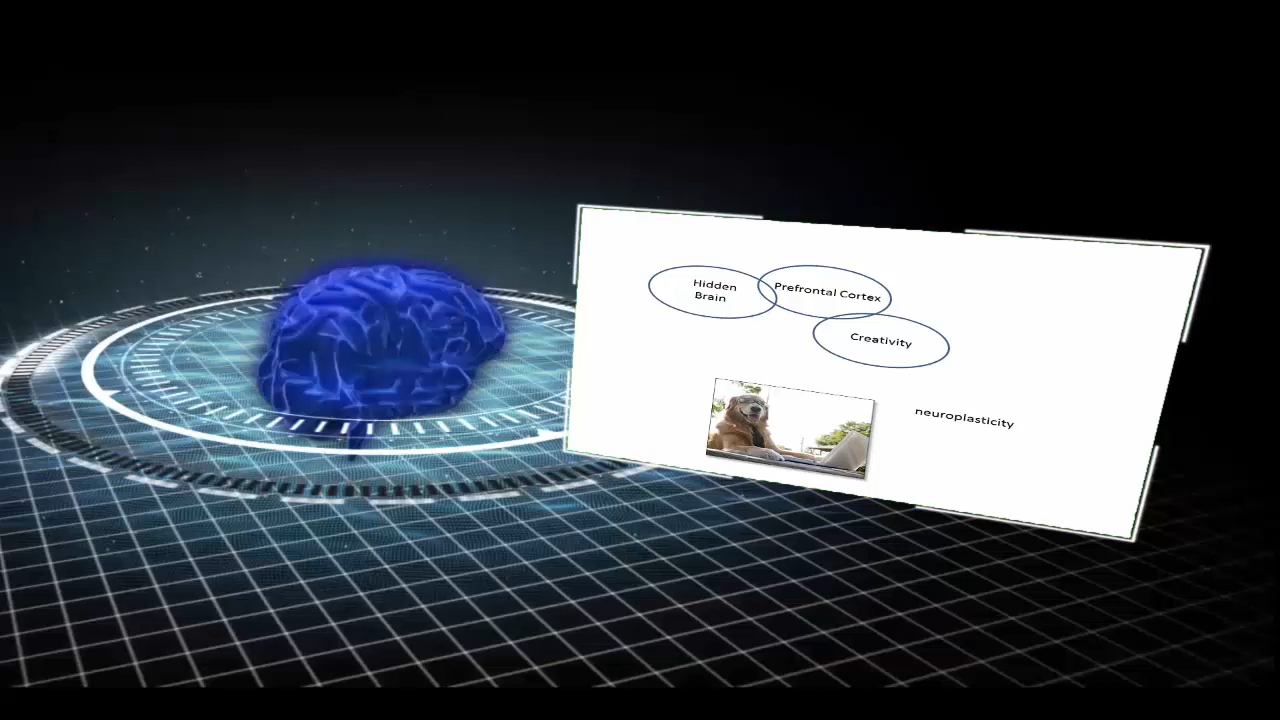 Hidden
Brain
Prefrontal Cortex
Creativity
neuroplasticity